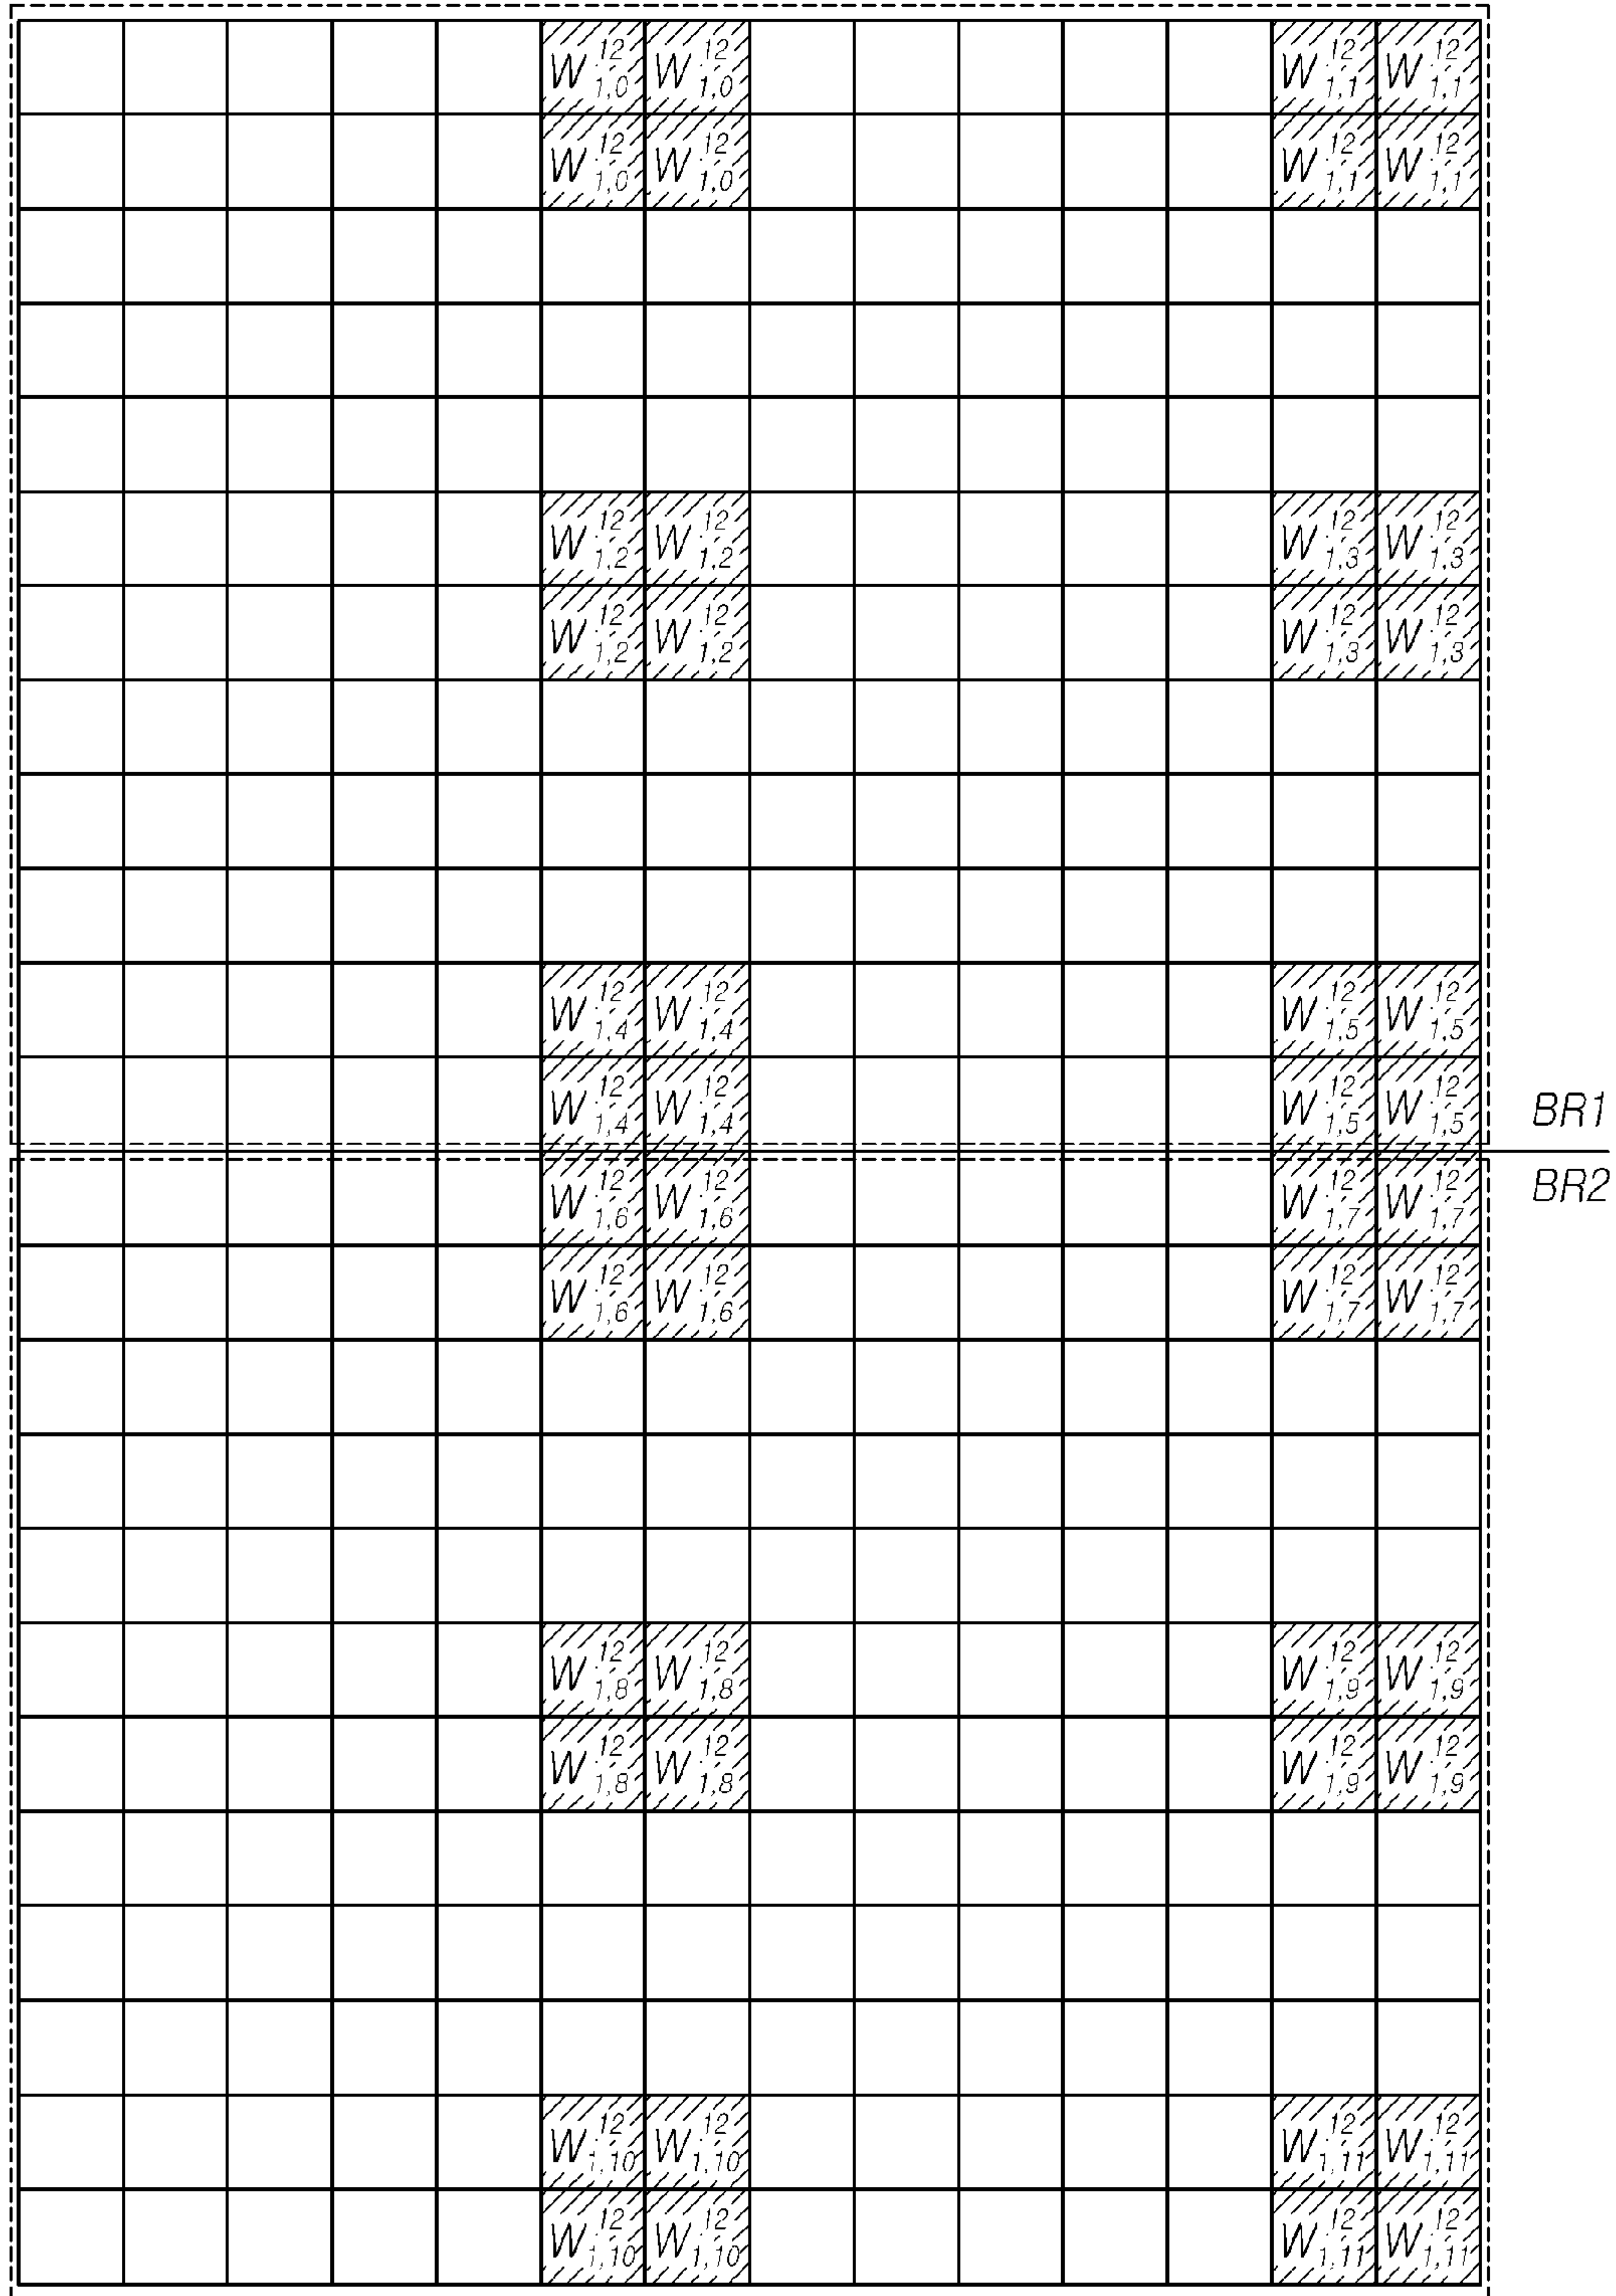 W 12 1,0 W 12 1,0 W 12 1,1 W 12 1,1
W 12 1,0 W 12 1,0 W 12 1,1 W 12 1,1
W 12 1,2 W 12 1,2 W 12 1,3 W 12 1,3
W 12 1,2 W 12 1,2 W 12 1,3 W 12 1,3
W 12 1,4 W 12 1,4 W 12 1,5 W 12 1,5
W 12 1,4 W 12 1,4 W 12 1,5 W 12 1,5 BR1
W 12 1,6 W 12 1,6 W 12 1,7 W 12 1,7 BR2
W 12 1,6 W 12 1,6 W 12 1,7 W 12 1,7
W 12 1,8 W 12 1,8 W 12 1,9 W 12 1,9
W 12 1,8 W 12 1,8 W 12 1,9 W 12 1,9
W 12 1,10 W 12 1,10 W 12 1,11 W 12 1,11
W 12 1,10 W 12 1,10 W 12 1,11 W 12 1,11